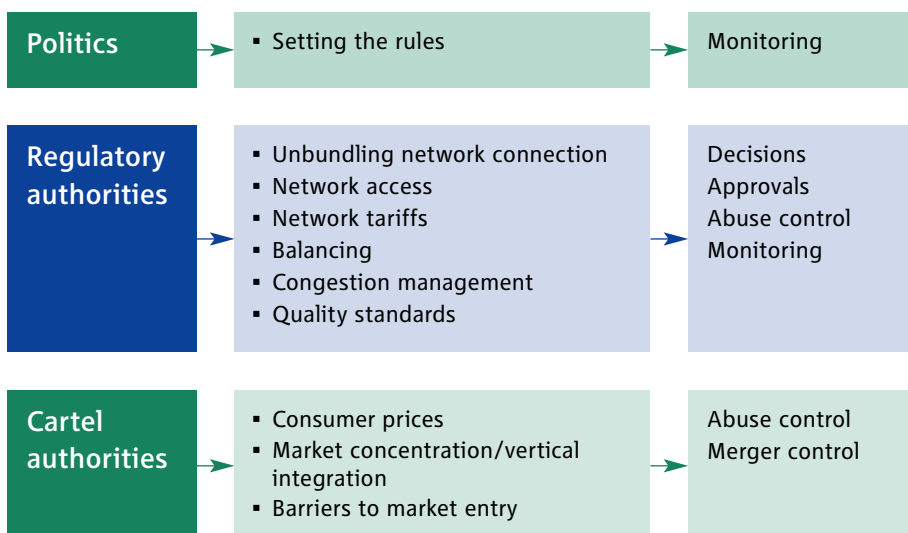 Politics
▪ Setting the rules
Monitoring
Regulatory
authorities
▪ Unbundling network connection
▪ Network access
▪ Network tariffs
▪ Balancing
▪ Congestion management
▪ Quality standards
Decisions
Approvals
Abuse control
Monitoring
Cartel
authorities
▪ Consumer prices
▪ Market concentration/vertical
integration
▪ Barriers to market entry
Abuse control
Merger control